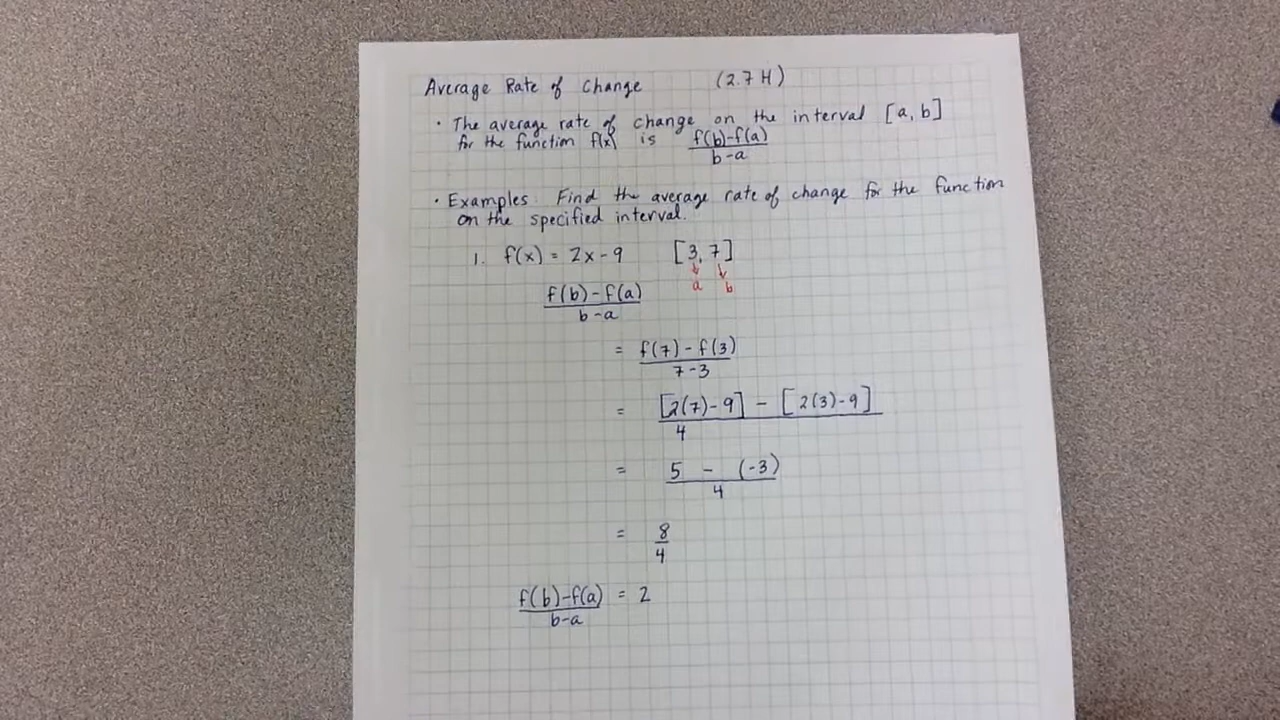 Average Rate of Change (2.7 H)
• The average rate of change on the interval [a, b]
for the function f(x) is f(b)-f(a)
b-a
• Examples: Find the average rate of change for the function
on the specified interval.
1. f(x) = 2x-9 [3, 7]
a b
f(b)-f(a)
b-a
= f(7)-f(3)
7-3
= [2(7)-9] - [2(3)-9]
4
= 5 - (-3)
4
= 8
4
f(b)-f(a) = 2
b-a